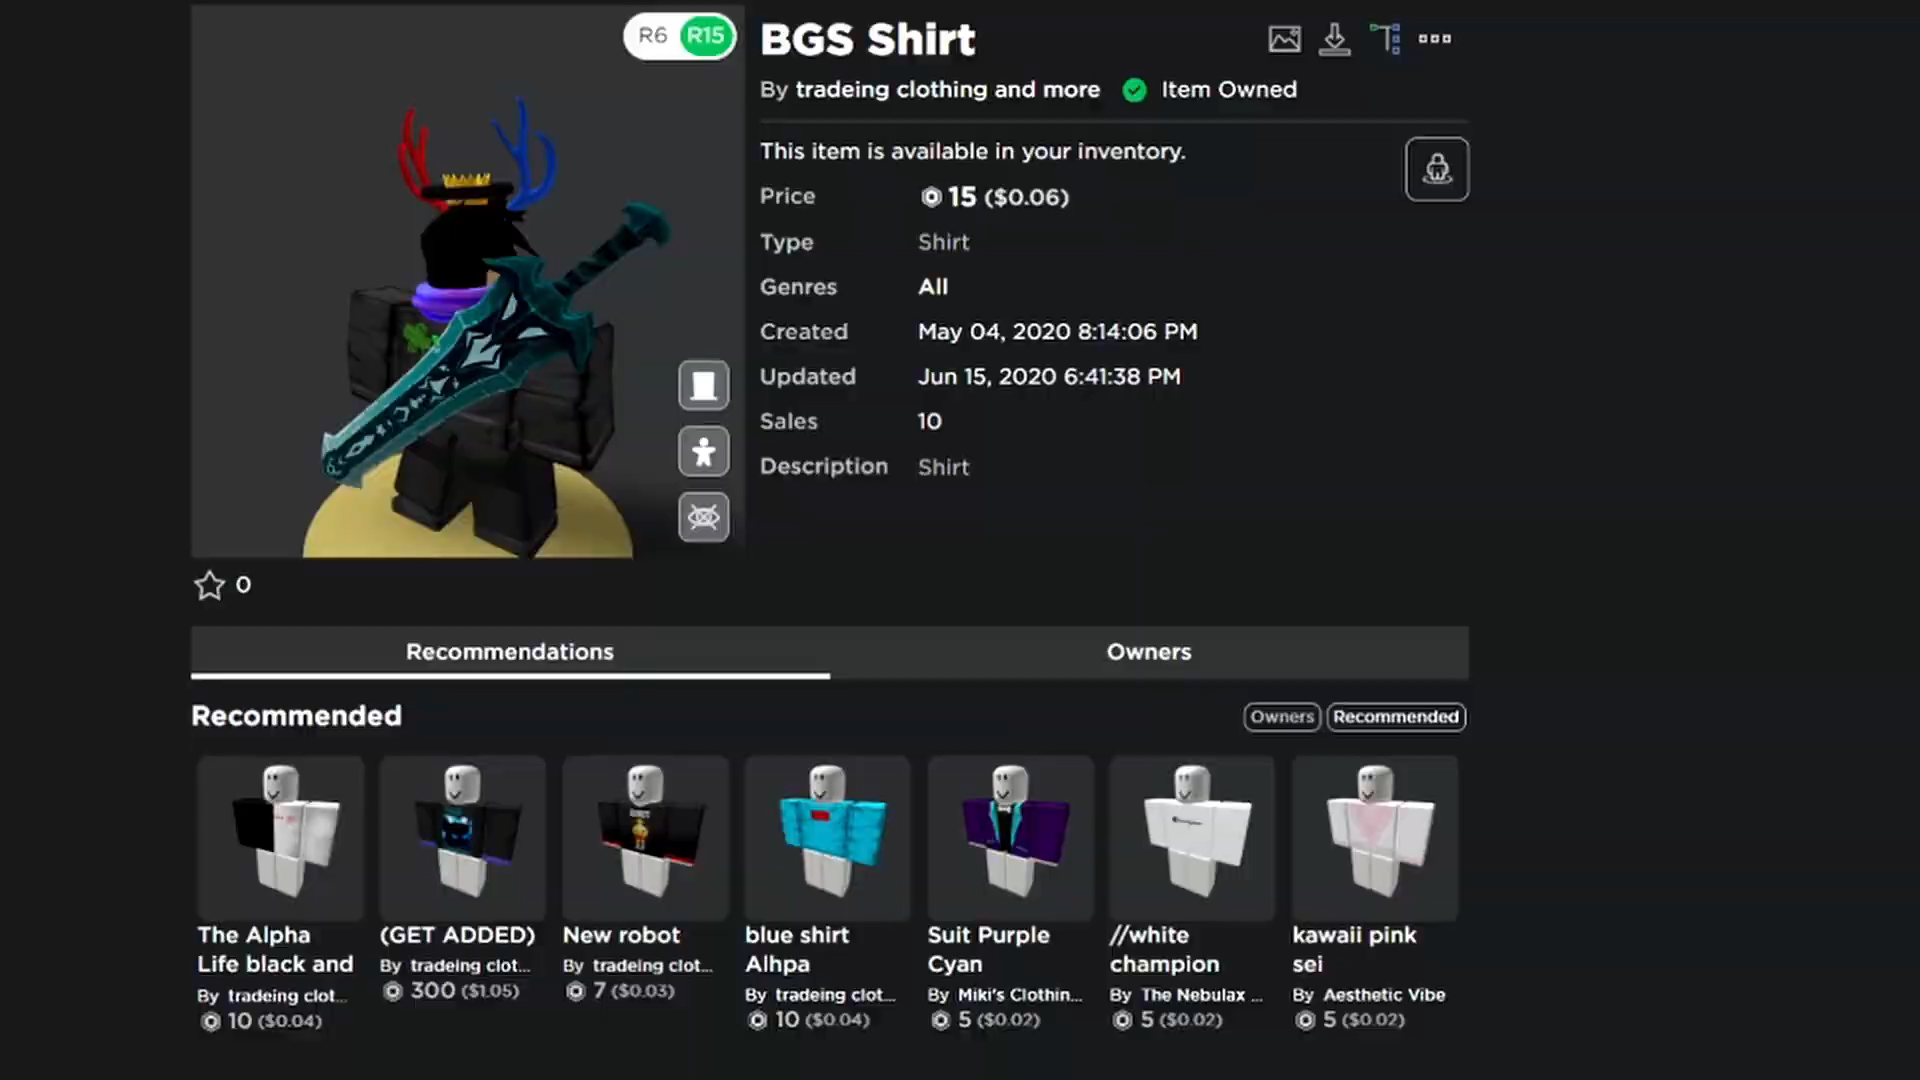 R6 R15
BGS Shirt
By tradeing clothing and more Item Owned
This item is available in your inventory.
Price 15 ($0.06)
Type Shirt
Genres All
Created May 04, 2020 8:14:06 PM
Updated Jun 15, 2020 6:41:38 PM
Sales 10
Description Shirt
0
Recommendations Owners
Recommended Owners Recommended
The Alpha
Life black and
By tradeing clot...
10 ($0.04)
(GET ADDED)
By tradeing clot...
300 ($1.05)
New robot
By tradeing clot...
7 ($0.03)
blue shirt
Alhpa
By tradeing clot...
10 ($0.04)
Suit Purple
Cyan
By Miki's Clothin...
5 ($0.02)
//white
champion
By The Nebulax ...
5 ($0.02)
kawaii pink
sei
By Aesthetic Vibe
5 ($0.02)